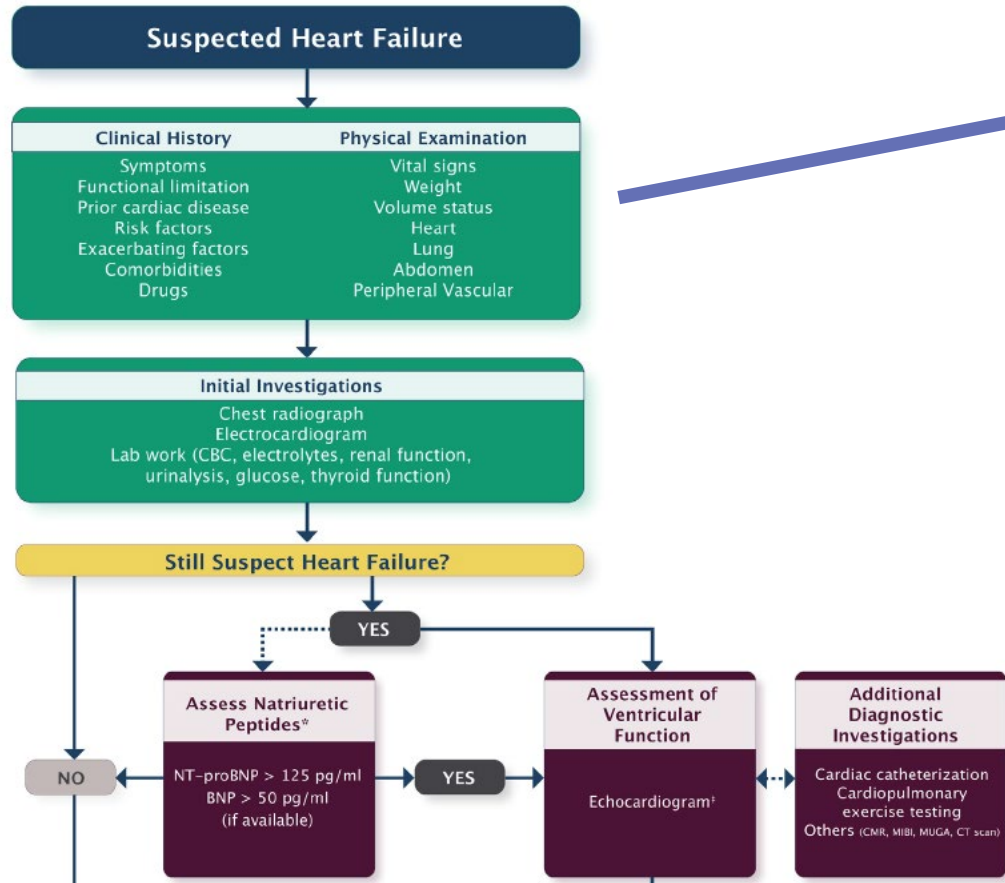 Suspected Heart Failure
Clinical History
Symptoms
Functional limitation
Prior cardiac disease
Risk factors
Exacerbating factors
Comorbidities
Drugs
Physical Examination
Vital signs
Weight
Volume status
Heart
Lung
Abdomen
Peripheral Vascular
Initial Investigations
Chest radiograph
Electrocardiogram
Lab work (CBC, electrolytes, renal function,
urinalysis, glucose, thyroid function)
Still Suspect Heart Failure?
YES
Assess Natriuretic
Peptides*
NT-proBNP > 125 pg/ml
BNP > 50 pg/ml
(if available)
NO
YES
Assessment of
Ventricular
Function
Echocardiogram‡
Additional
Diagnostic
Investigations
Cardiac catheterization
Cardiopulmonary
exercise testing
Others (CMR, MIBI, MUGA, CT scan)